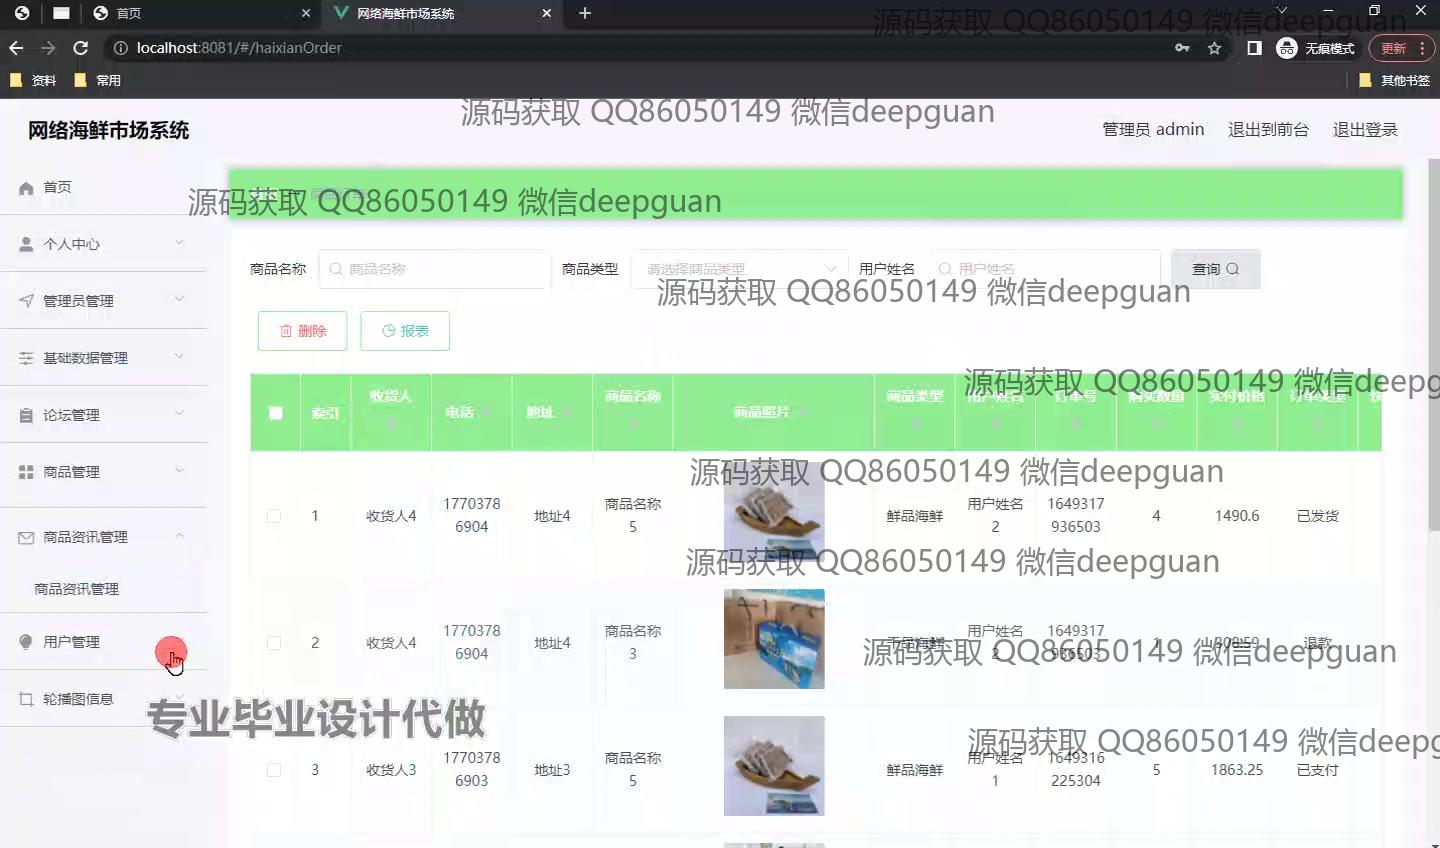 首页
网络海鲜市场系统
localhost:8081/#/haixianOrder
无痕模式
更新
资料
常用
其他书签
源码获取 QQ86050149 微信deepguan
源码获取 QQ86050149 微信deepguan
网络海鲜市场系统
管理员 admin
退出到前台
退出登录
源码获取 QQ86050149 微信deepguan
首页
个人中心
管理员管理
基础数据管理
论坛管理
商品管理
商品资讯管理
商品资讯管理
用户管理
轮播图信息
商品名称
商品名称
商品类型
请选择商品类型
用户姓名
用户姓名
查询
源码获取 QQ86050149 微信deepguan
删除
报表
源码获取 QQ86050149 微信deepg
索引
收货人
电话
地址
商品名称
商品照片
商品类型
用户姓名
订单号
购买数量
实付价格
订单类型
源码获取 QQ86050149 微信deepguan
1
收货人4
1770378
6904
地址4
商品名称
5
鲜品海鲜
用户姓名
2
1649317
936503
4
1490.6
已发货
源码获取 QQ86050149 微信deepguan
2
收货人4
1770378
6904
地址4
商品名称
3
用户姓名
2
1649317
936503
1
808.59
退款
源码获取 QQ86050149 微信deepguan
专业毕业设计代做
源码获取 QQ86050149 微信deepg
3
收货人3
1770378
6903
地址3
商品名称
5
鲜品海鲜
用户姓名
1
1649316
225304
5
1863.25
已支付